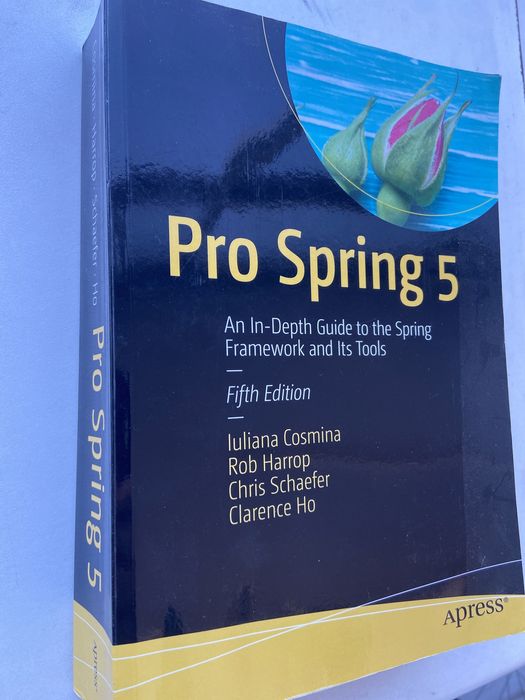 Pro Spring 5
An In-Depth Guide to the Spring
Framework and Its Tools
—
Fifth Edition
—
Iuliana Cosmina
Rob Harrop
Chris Schaefer
Clarence Ho
Apress®
Cosmina · Harrop · Schaefer · Ho
Pro Spring 5
Apress®